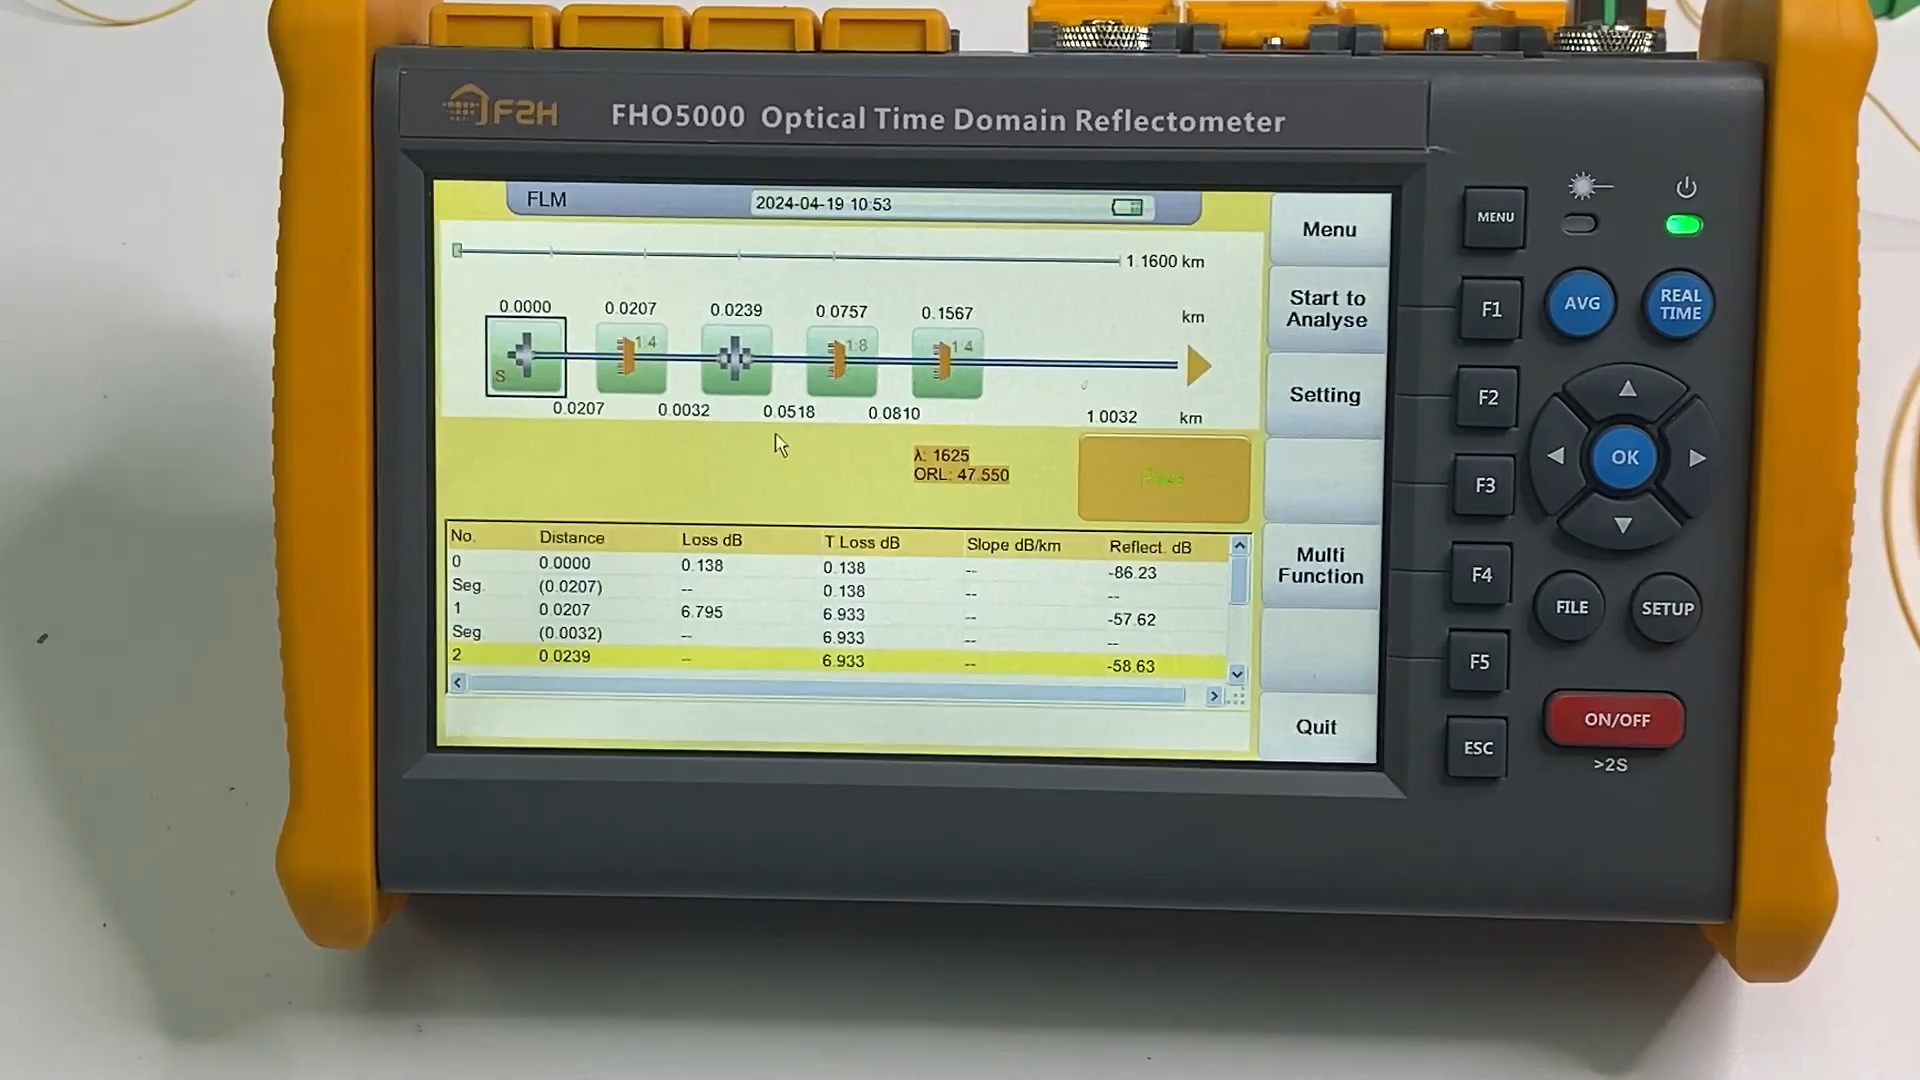 F2H
FHO5000 Optical Time Domain Reflectometer
FLM
2024-04-19 10:53
1.1600 km
0.0000 0.0207 0.0239 0.0757 0.1567 km
S 1:4 1:8 1:4
0.0207 0.0032 0.0518 0.0810 1.0032 km
λ: 1625
ORL: 47.550
Pass
No. Distance Loss dB T.Loss dB Slope dB/km Reflect. dB
0 0.0000 0.138 0.138 -- -86.23
Seg. (0.0207) -- 0.138 -- --
1 0.0207 6.795 6.933 -- -57.62
Seg. (0.0032) -- 6.933 -- --
2 0.0239 -- 6.933 -- -58.63
Menu
Start to
Analyse
Setting
Multi
Function
Quit
MENU
F1
F2
F3
F4
F5
ESC
AVG
REAL
TIME
OK
FILE
SETUP
ON/OFF
>2S